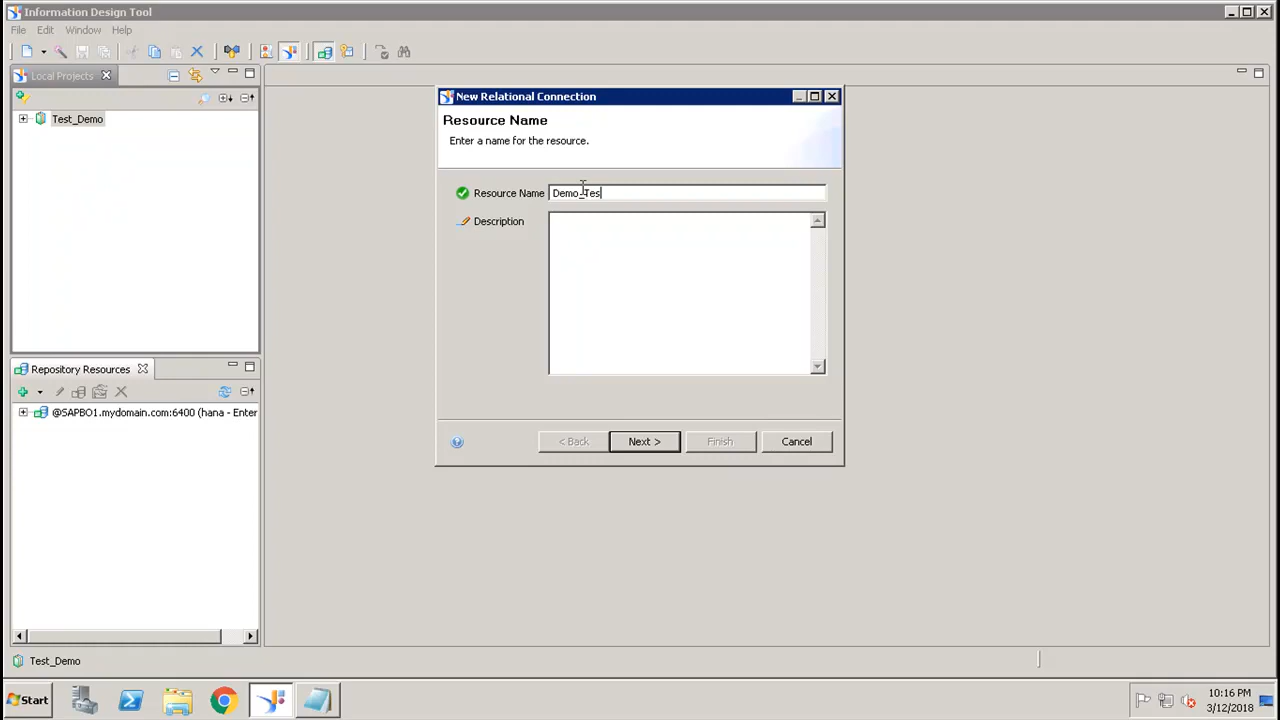 Information Design Tool
File Edit Window Help
Local Projects
Test_Demo
Repository Resources
@SAPBO1.mydomain.com:6400 (hana - Enter
New Relational Connection
Resource Name
Enter a name for the resource.
Resource Name Demo_Tes
Description
< Back Next > Finish Cancel
Test_Demo
Start
10:16 PM
3/12/2018